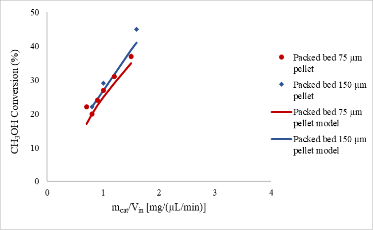 50
40
30
20
10
0
0
1
2
3
4
CH3OH Conversion (%)
mcat/Vin [mg/(µL/min)]
Packed bed 75 µm
pellet
Packed bed 150 µm
pellet
Packed bed 75 µm
pellet model
Packed bed 150 µm
pellet model